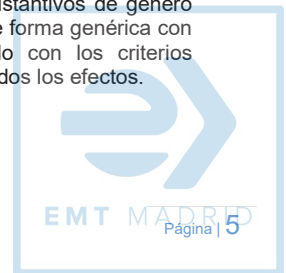 stantivos de género
forma genérica con
con los criterios
dos los efectos.
EMT MADRID
Página | 5